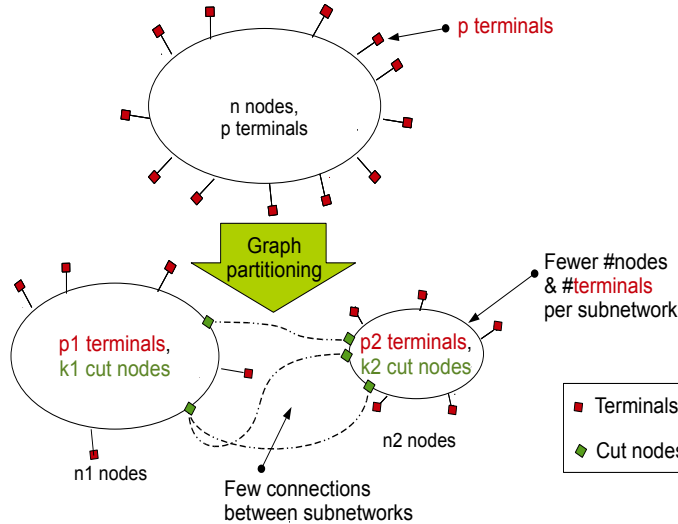 p terminals
n nodes,
p terminals
Graph
partitioning
Fewer #nodes
& #terminals
per subnetwork
p1 terminals,
k1 cut nodes
p2 terminals,
k2 cut nodes
n1 nodes
n2 nodes
Terminals
Cut nodes
Few connections
between subnetworks